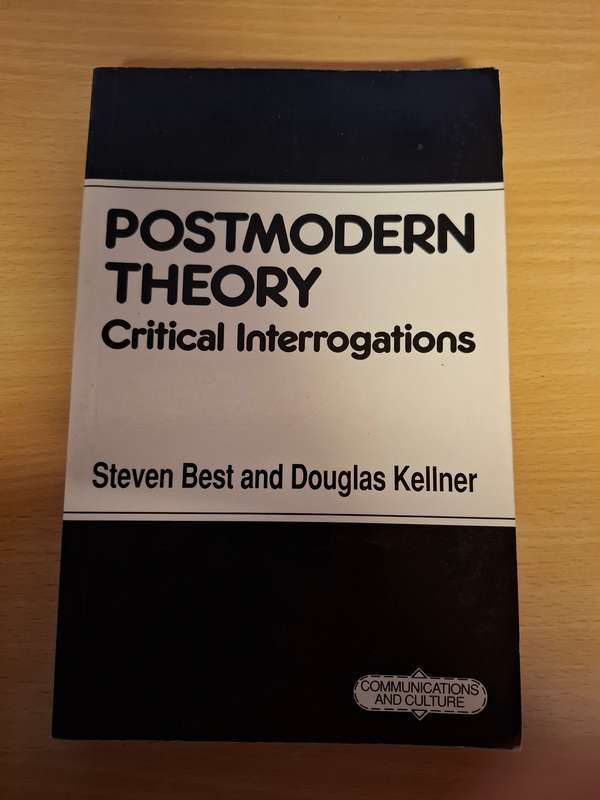 POSTMODERN
THEORY
Critical Interrogations
Steven Best and Douglas Kellner
COMMUNICATIONS
AND CULTURE